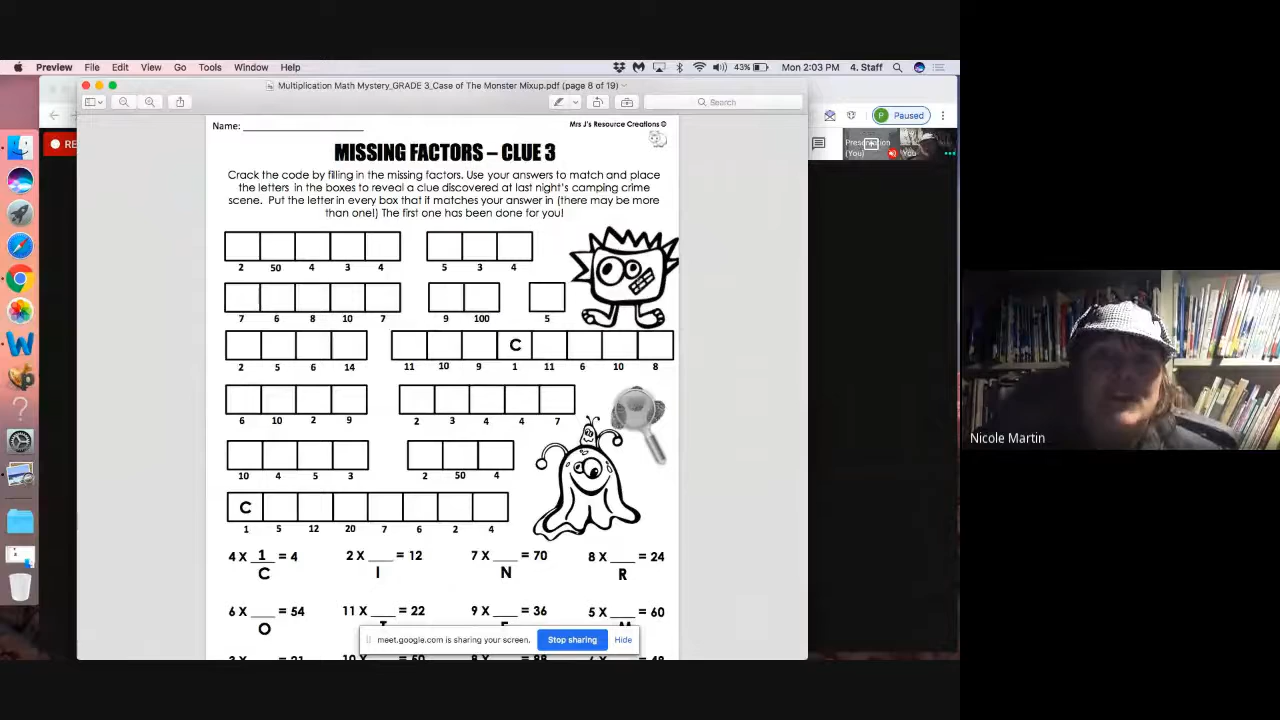 Preview File Edit View Go Tools Window Help 43% Mon 2:03 PM 4. Staff
Multiplication Math Mystery_GRADE 3_Case of The Monster Mixup.pdf (page 8 of 19)
Search
P Paused
RE
Presentation
(You)
You
Name:
Mrs J's Resource Creations ©
MISSING FACTORS – CLUE 3
Crack the code by filling in the missing factors. Use your answers to match and place
the letters in the boxes to reveal a clue discovered at last night's camping crime
scene. Put the letter in every box that it matches your answer in (there may be more
than one!) The first one has been done for you!
2 50 4 3 4 5 3 4
7 6 8 10 7 9 100 5
C
2 5 6 14 11 10 9 1 11 6 10 8
6 10 2 9 2 3 4 4 7
10 4 5 3 2 50 4
C
1 5 12 20 7 6 2 4
4 X 1 = 4 2 X ___ = 12 7 X ___ = 70 8 X ___ = 24
C I N R
6 X ___ = 54 11 X ___ = 22 9 X ___ = 36 5 X ___ = 60
O
meet.google.com is sharing your screen. Stop sharing Hide
Nicole Martin